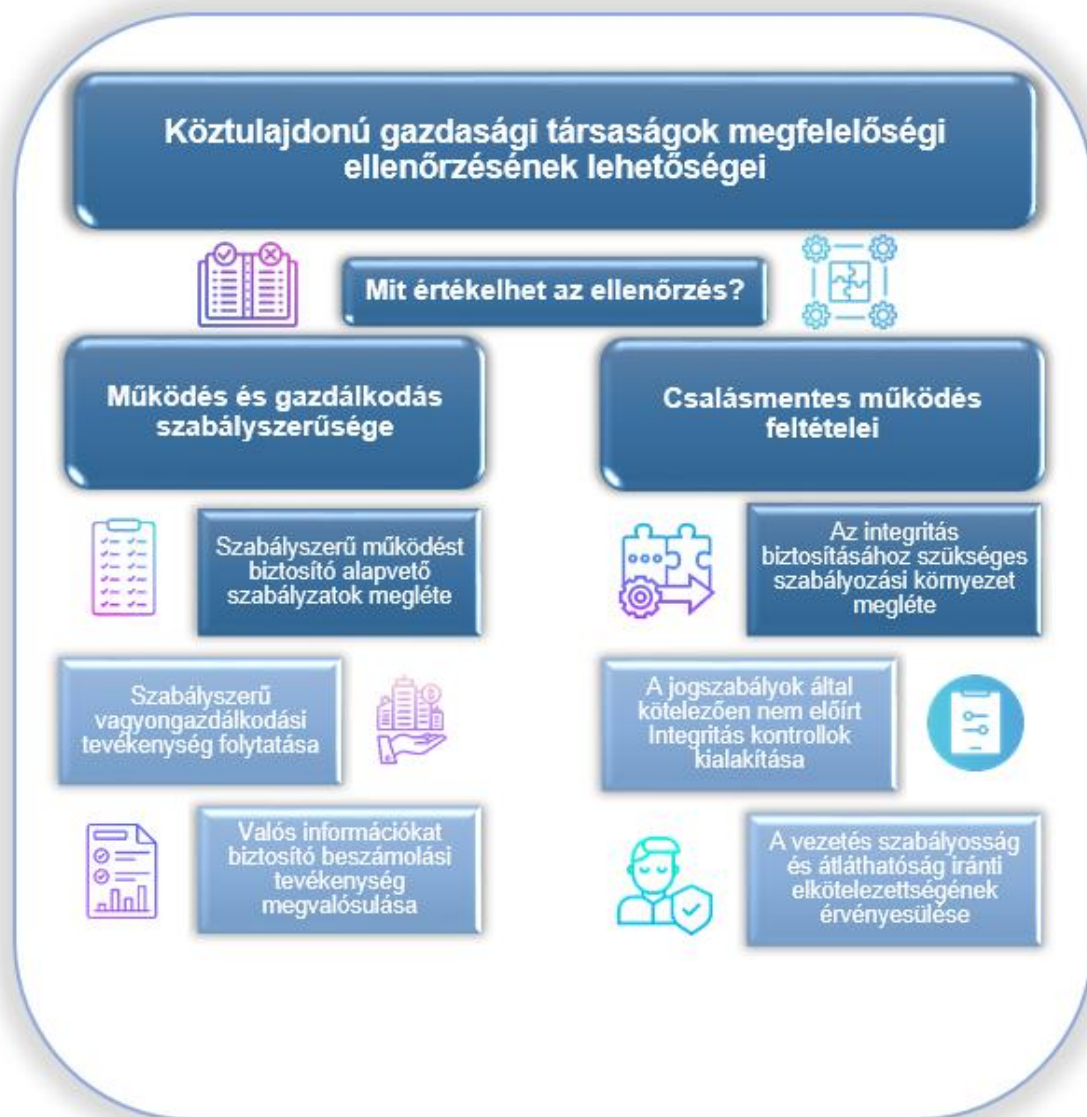 Köztulajdonú gazdasági társaságok megfelelőségi
ellenőrzésének lehetőségei
Mit értékelhet az ellenőrzés?
Működés és gazdálkodás
szabályszerűsége
Szabályszerű működést
biztosító alapvető
szabályzatok megléte
Szabályszerű
vagyongazdálkodási
tevékenység folytatása
Valós információkat
biztosító beszámolási
tevékenység
megvalósulása
Csalásmentes működés
feltételei
Az integritás
biztosításához szükséges
szabályozási környezet
megléte
A jogszabályok által
kötelezően nem előírt
Integritás kontrollok
kialakítása
A vezetés szabályosság
és átláthatóság iránti
elkötelezettségének
érvényesülése